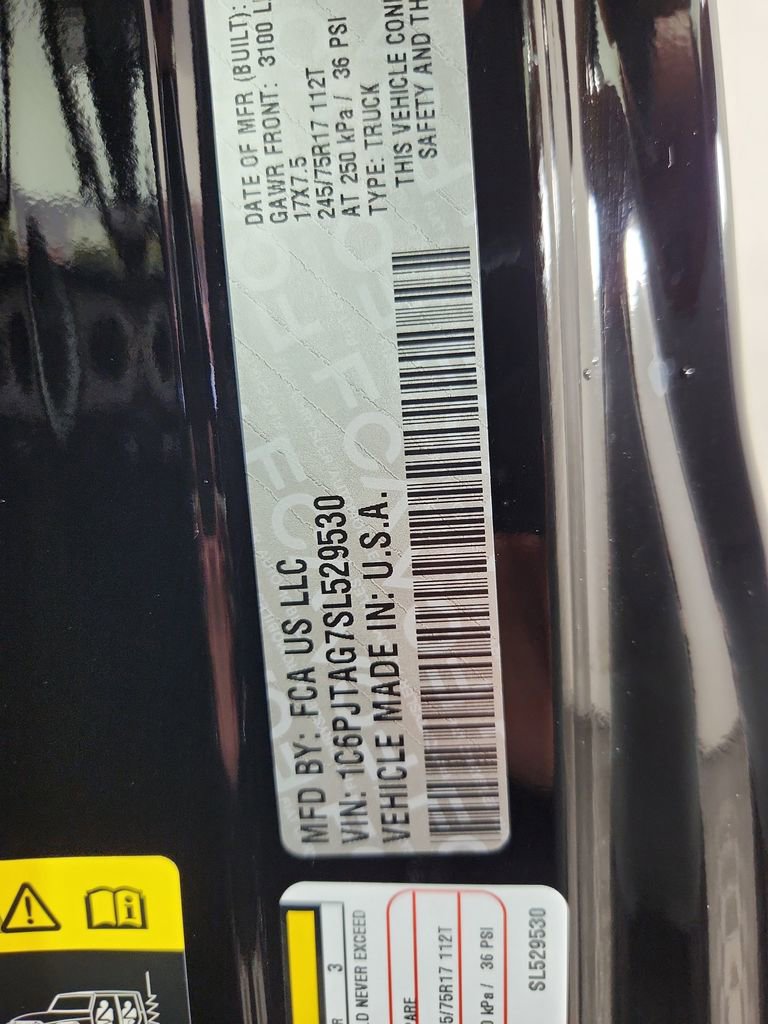 MFD BY: FCA US LLC
VIN: 1C6PJTAG7SL529530
VEHICLE MADE IN: U.S.A.
DATE OF MFR (BUILT):
GAWR FRONT: 3100 L
17X7.5
245/75R17 112T
AT 250 kPa / 36 PSI
TYPE: TRUCK
THIS VEHICLE CON
SAFETY AND TH
R 3
D NEVER EXCEED
PARE
5/75R17 112T
0 kPa / 36 PSI
SL529530